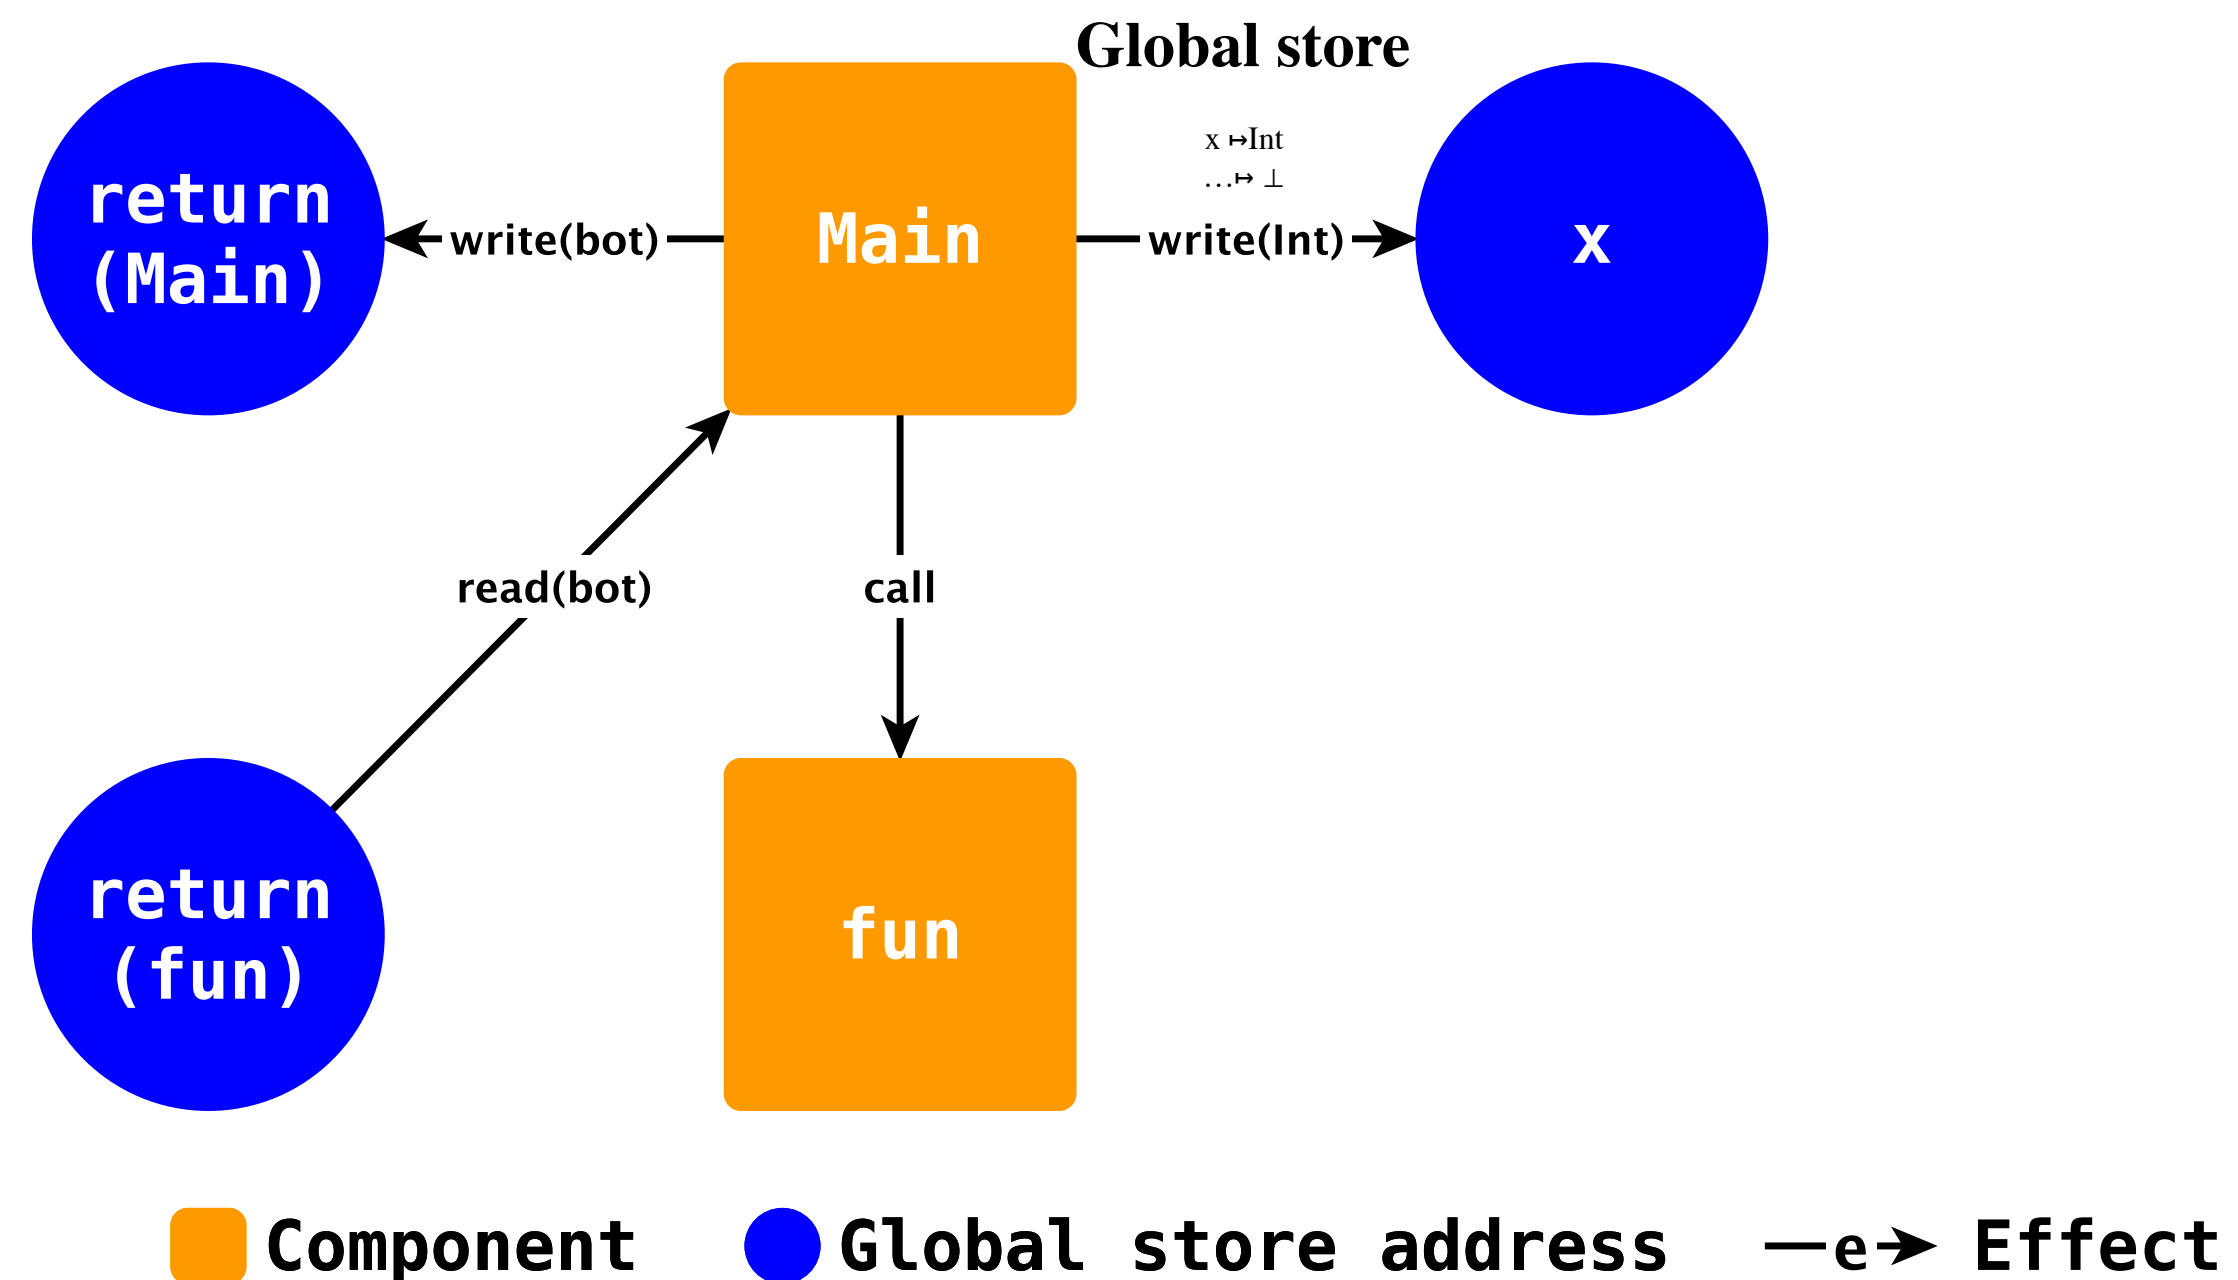 Global store
x ↦Int
…↦ ⊥
return
(Main)
write(bot)
Main
write(Int)
x
read(bot)
call
return
(fun)
fun
Component
Global store address
e
Effect